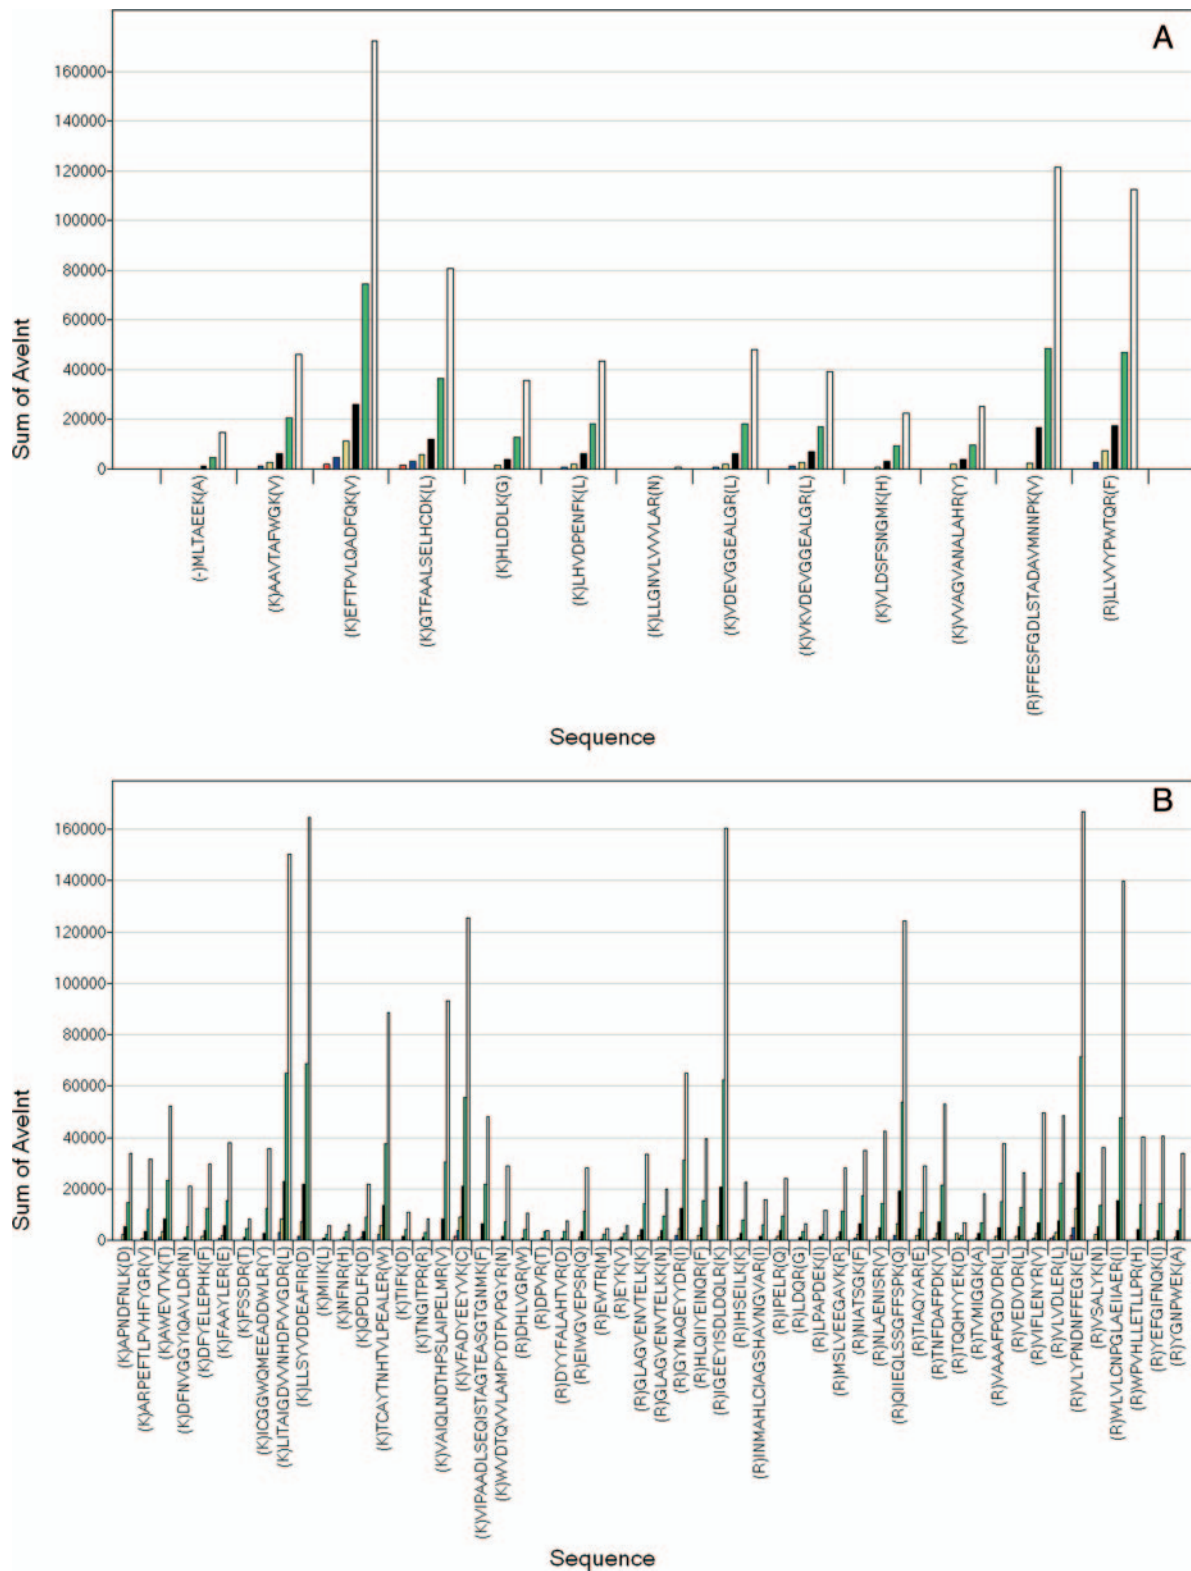 A
160000
140000
120000
100000
80000
60000
40000
20000
0
Sum of AveInt
(-)MLTAEEK(A)
(K)AAVTAFWGK(V)
(K)EFTPVLQADFQK(V)
(K)GTFAALSELHCDK(L)
(K)HLDDLK(G)
(K)LHVDPENFK(L)
(K)LLGNVLVVVLAR(N)
(K)VDEVGGEALGR(L)
(K)VKVDEVGGEALGR(L)
(K)VLDSFSNGMK(H)
(K)VVAGVANALAHR(Y)
(R)FFESFGDLSTADAVMNNPK(V)
(R)LLVVYPWTQR(F)
Sequence
B
160000
140000
120000
100000
80000
60000
40000
20000
0
Sum of AveInt
(K)APNDFNLK(D)
(K)ARPEFTLPVHFYGR(V)
(K)AWEVTVK(T)
(K)DFNVGGYIQAVLDR(N)
(K)DFYELEPHK(F)
(K)FAAYLER(E)
(K)FSSDR(T)
(K)ICGGWQMEEADDWLR(Y)
(K)LITAIGDVVNHDPVVGDR(L)
(K)LLSYVDDEAFIR(D)
(K)MIIK(L)
(K)NFNR(H)
(K)QPDLFK(D)
(K)TCAYTNHTVLPEALER(W)
(K)TIFK(D)
(K)TNGITPR(R)
(K)VAIQLNDTHPSLAIPELMR(V)
(K)VFADYEEYVK(C)
(K)VIPAADLSEQISTAGTEASGTGNMK(F)
(K)WVDTQVVLAMPYDTPVPGYR(N)
(R)DHLVGR(W)
(R)DPVR(T)
(R)DYYFALAHTVR(D)
(R)EIWGVEPSR(Q)
(R)EWTR(M)
(R)EYK(V)
(R)GLAGVENVTELK(K)
(R)GLAGVENVTELKK(N)
(R)GYNAQEYYDR(I)
(R)HLQIIYEINQR(F)
(R)IGEEYISDLDQLR(K)
(R)IHSEILK(K)
(R)INMAHLCIAGSHAVNGVAR(I)
(R)IPELR(Q)
(R)LDQR(G)
(R)LPAPDEK(I)
(R)MSLVEEGAVK(R)
(R)NIATSGK(F)
(R)NLAENISR(V)
(R)QIIEQLSSGFFSPK(Q)
(R)TIAQYAR(E)
(R)TNFDAFPDK(V)
(R)TQQHYYEK(D)
(R)TVMIGGK(A)
(R)VAAAFPGDVDR(L)
(R)VEDVDR(L)
(R)VIFLENYR(V)
(R)VLVDLER(L)
(R)VLYPNDNFFEGK(E)
(R)VSALYK(N)
(R)WLVLCNPGLAEIIAER(I)
(R)WPVHLLETLLPR(H)
(R)YEFGIFNQK(I)
(R)YGNPWEK(A)
Sequence